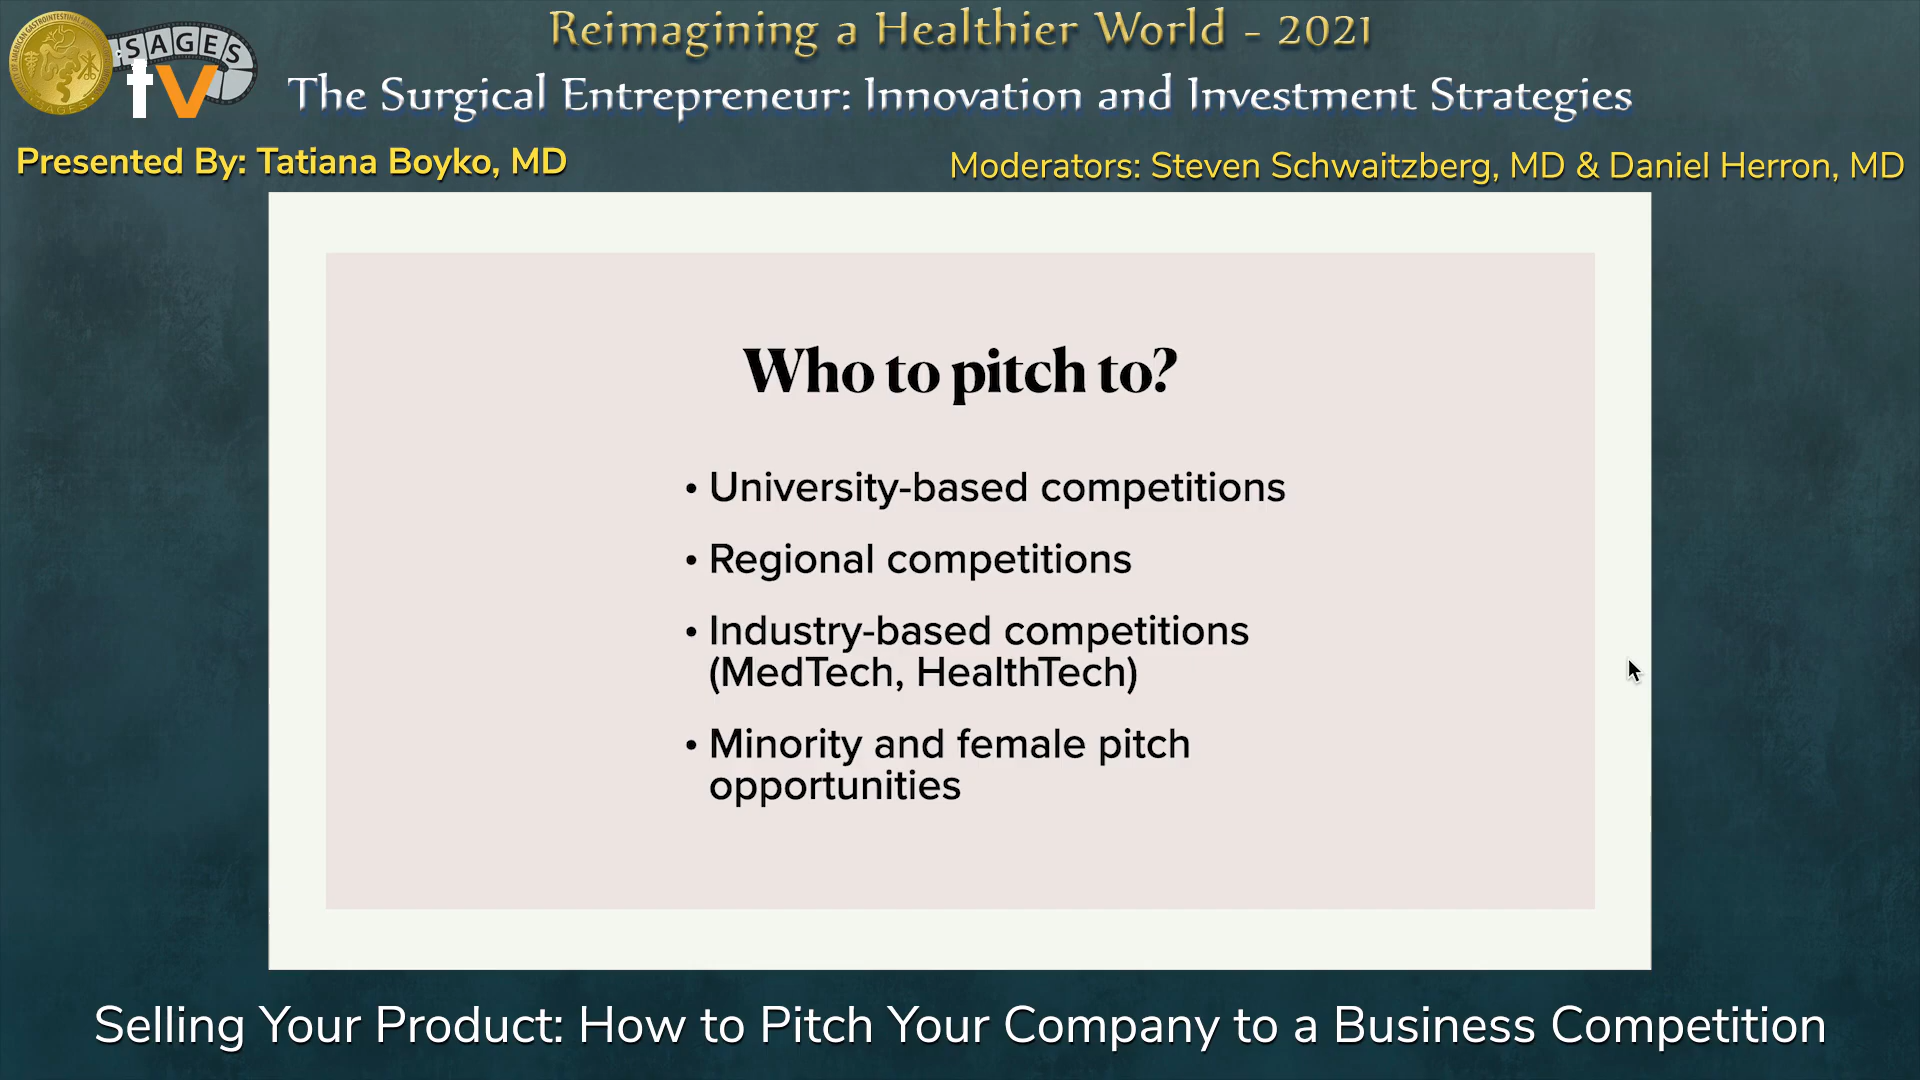 SAGES
tv
Reimagining a Healthier World - 2021
The Surgical Entrepreneur: Innovation and Investment Strategies
Presented By: Tatiana Boyko, MD
Moderators: Steven Schwaitzberg, MD & Daniel Herron, MD
Who to pitch to?
• University-based competitions
• Regional competitions
• Industry-based competitions
(MedTech, HealthTech)
• Minority and female pitch
opportunities
Selling Your Product: How to Pitch Your Company to a Business Competition